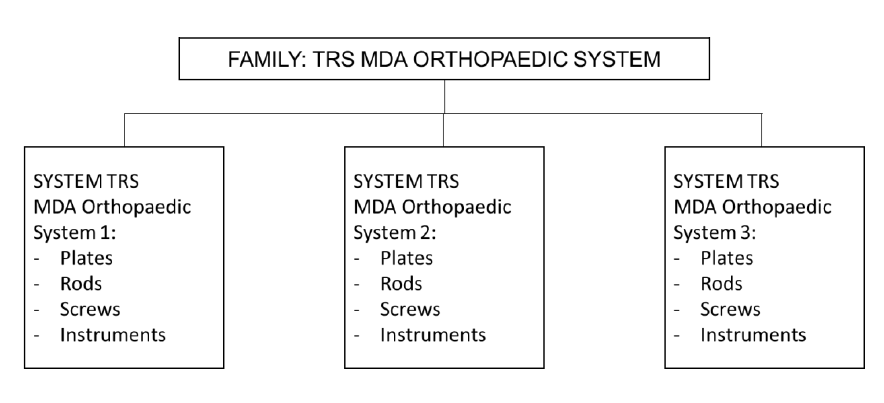 FAMILY: TRS MDA ORTHOPAEDIC SYSTEM
SYSTEM TRS
MDA Orthopaedic
System 1:
- Plates
- Rods
- Screws
- Instruments
SYSTEM TRS
MDA Orthopaedic
System 2:
- Plates
- Rods
- Screws
- Instruments
SYSTEM TRS
MDA Orthopaedic
System 3:
- Plates
- Rods
- Screws
- Instruments